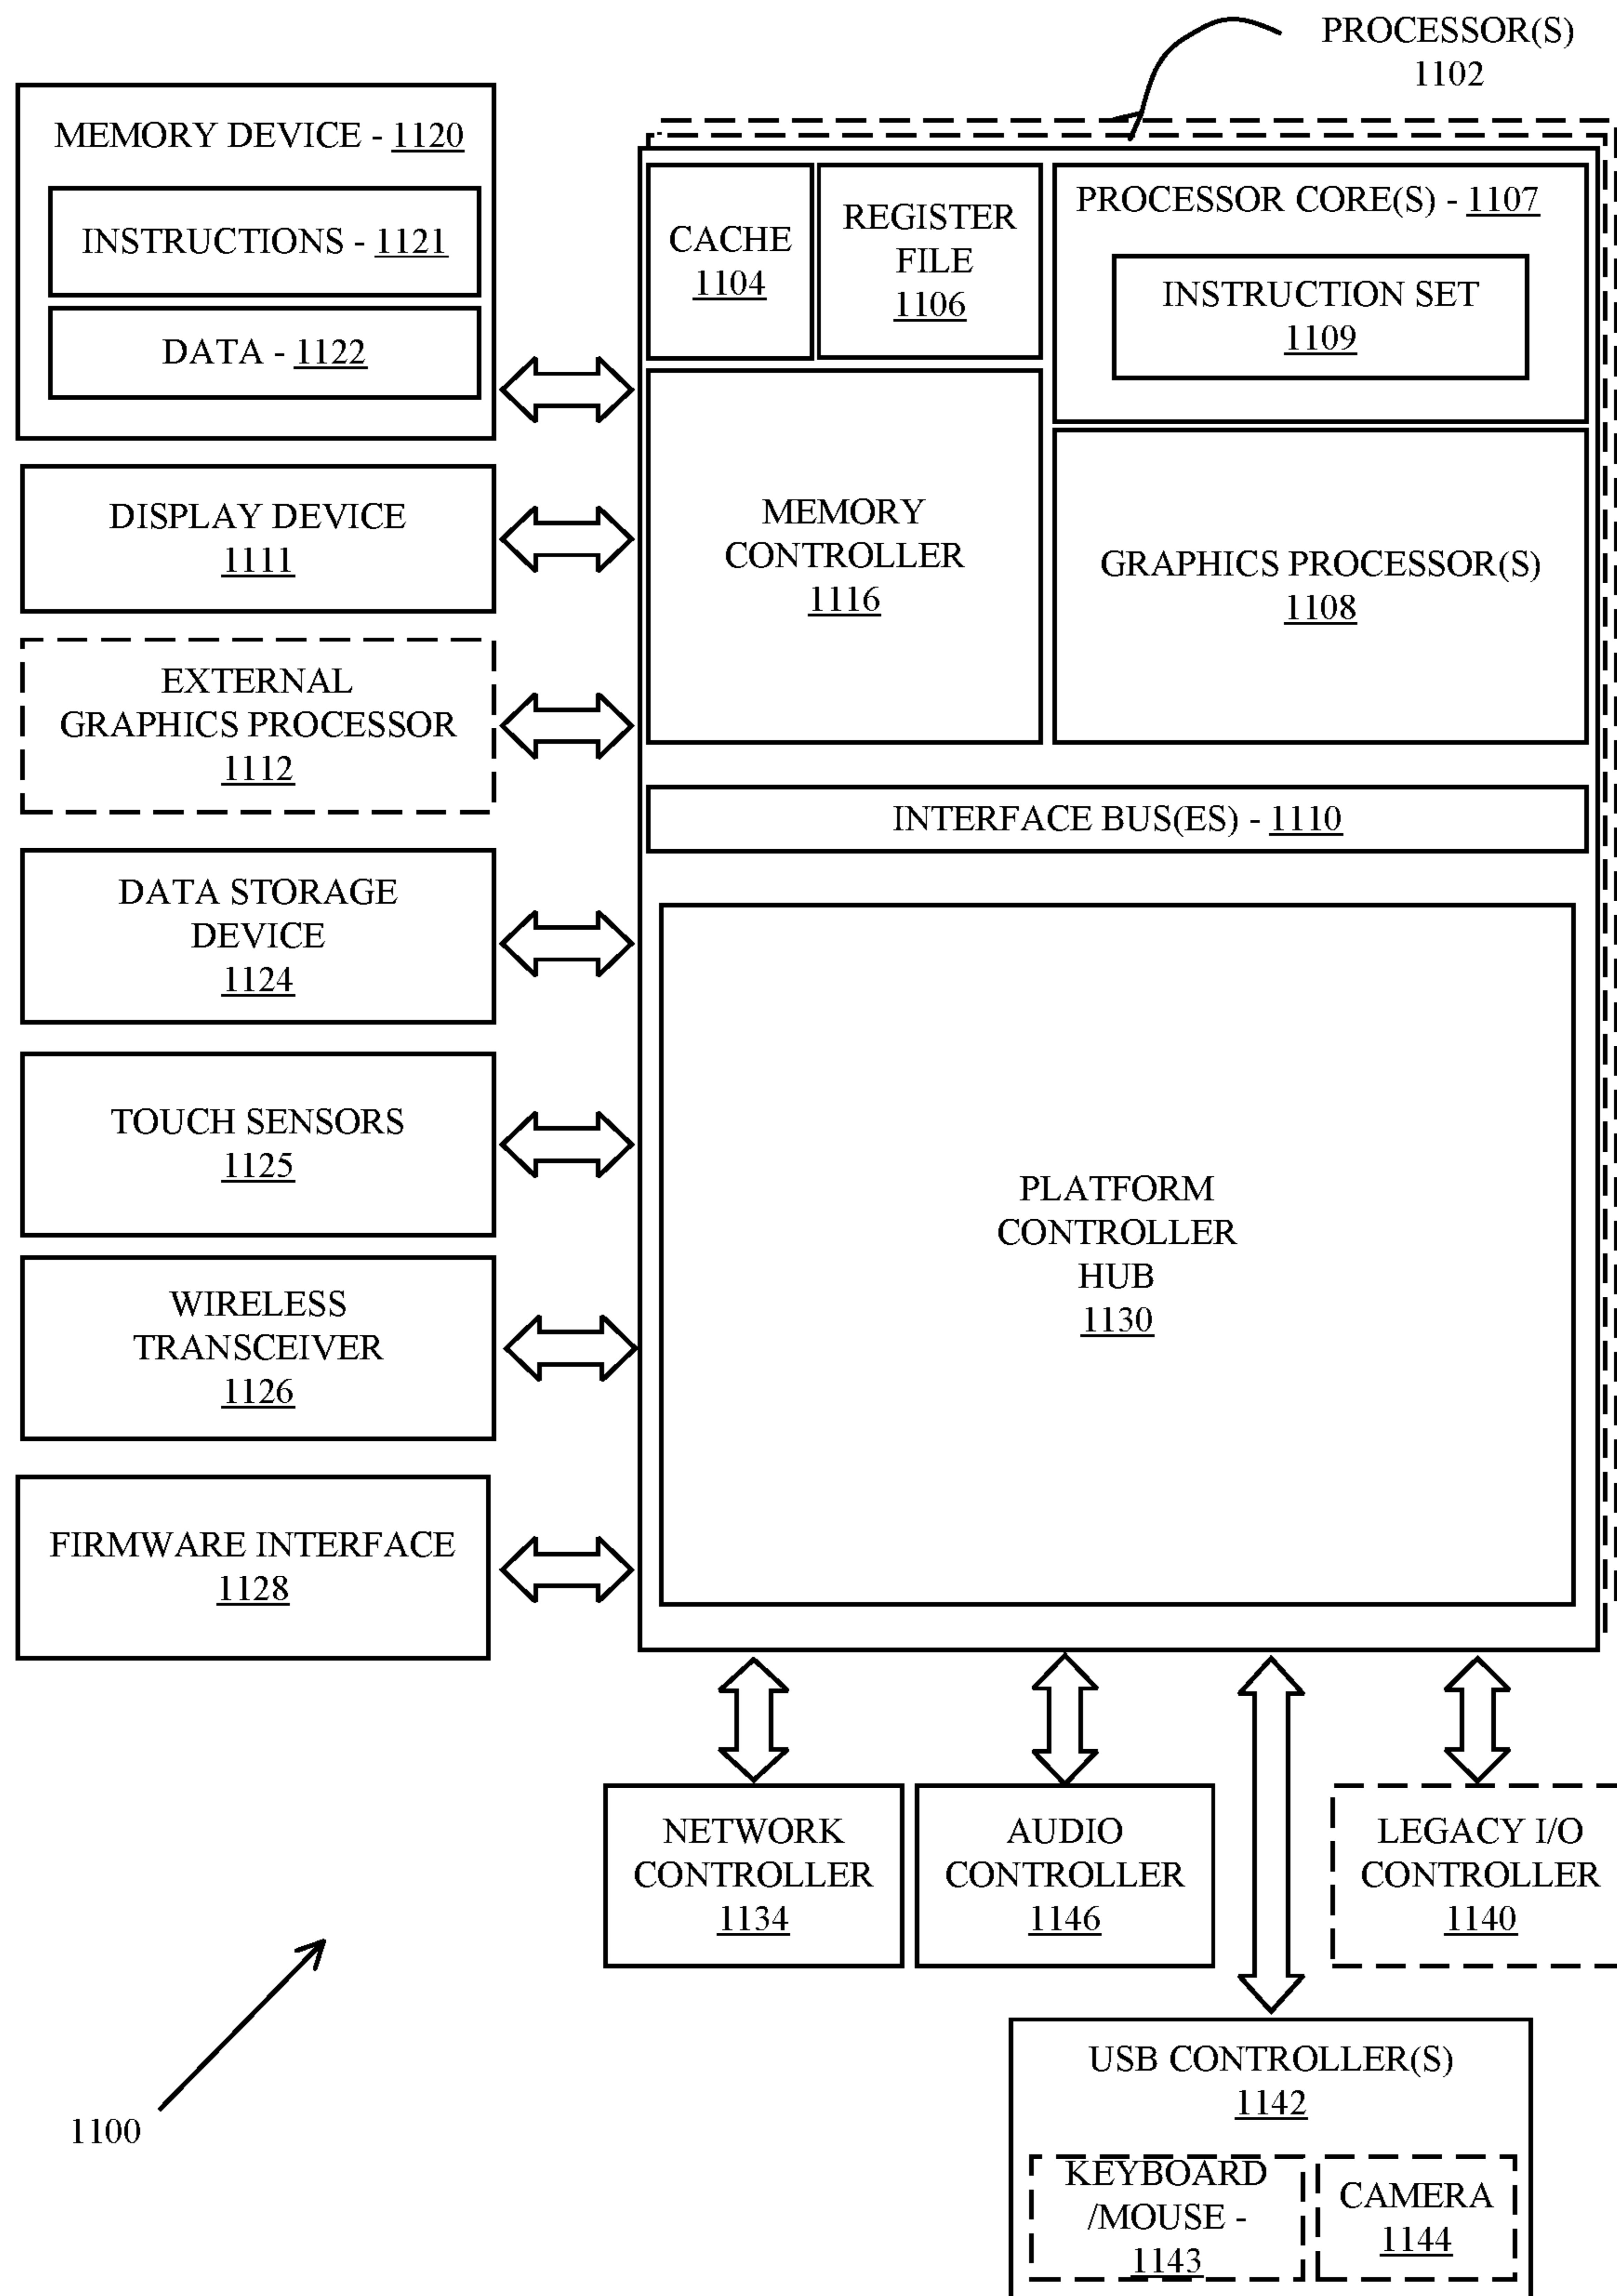 PROCESSOR(S)
1102
MEMORY DEVICE - 1120
INSTRUCTIONS - 1121
DATA - 1122
DISPLAY DEVICE
1111
EXTERNAL
GRAPHICS PROCESSOR
1112
DATA STORAGE
DEVICE
1124
TOUCH SENSORS
1125
WIRELESS
TRANSCEIVER
1126
FIRMWARE INTERFACE
1128
CACHE
1104
REGISTER
FILE
1106
PROCESSOR CORE(S) - 1107
INSTRUCTION SET
1109
MEMORY
CONTROLLER
1116
GRAPHICS PROCESSOR(S)
1108
INTERFACE BUS(ES) - 1110
PLATFORM
CONTROLLER
HUB
1130
NETWORK
CONTROLLER
1134
AUDIO
CONTROLLER
1146
LEGACY I/O
CONTROLLER
1140
USB CONTROLLER(S)
1142
KEYBOARD
/MOUSE -
1143
CAMERA
1144
1100